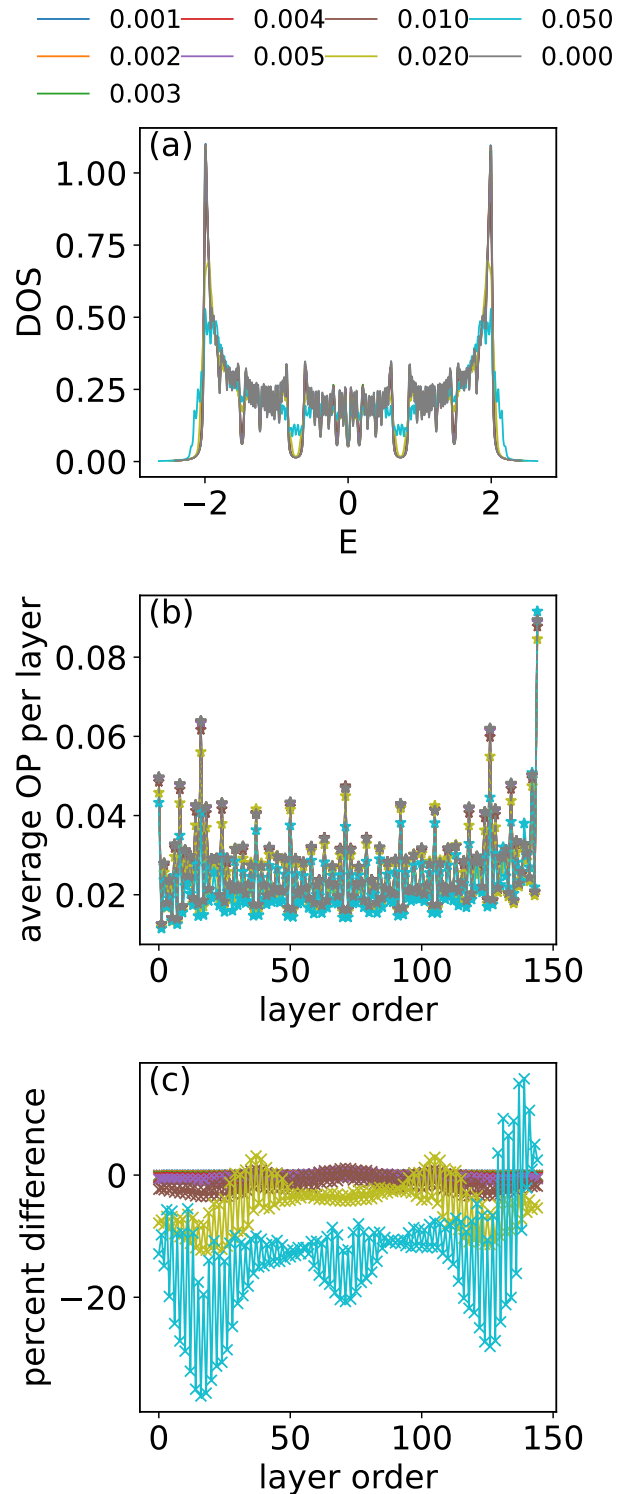 0.001 0.004 0.010 0.050
0.002 0.005 0.020 0.000
0.003
(a)
1.00
0.75
0.50
0.25
0.00
DOS
−2 0 2
E
(b)
0.08
0.06
0.04
0.02
average OP per layer
0 50 100 150
layer order
(c)
0
−20
percent difference
0 50 100 150
layer order